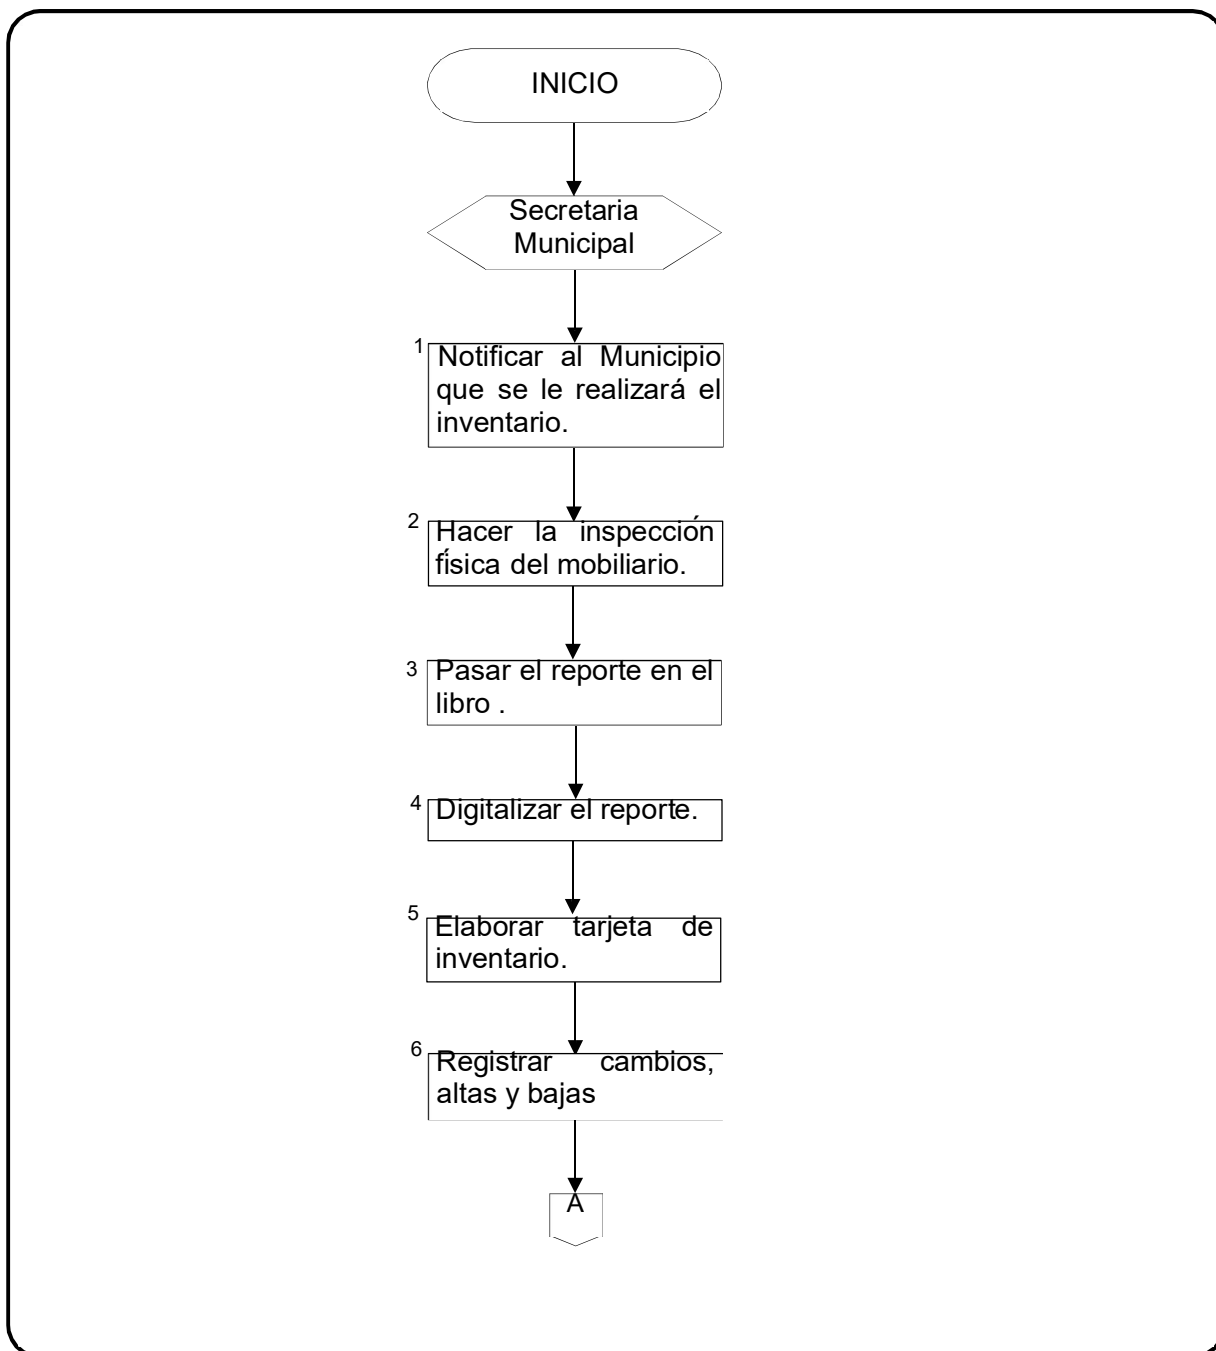 INICIO
Secretaria
Municipal
1
Notificar al Municipio
que se le realizará el
inventario.
2
Hacer la inspección
física del mobiliario.
3
Pasar el reporte en el
libro .
4
Digitalizar el reporte.
5
Elaborar tarjeta de
inventario.
6
Registrar cambios,
altas y bajas
A